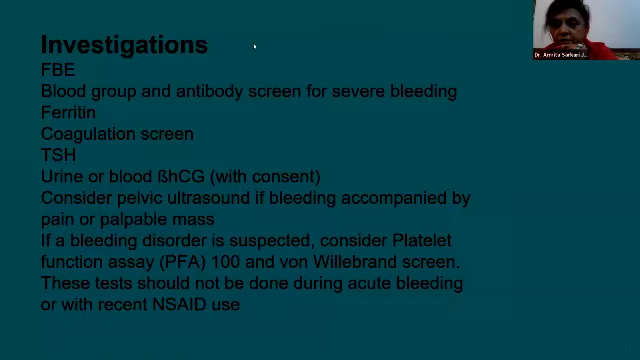 Investigations
FBE
Blood group and antibody screen for severe bleeding
Ferritin
Coagulation screen
TSH
Urine or blood ßhCG (with consent)
Consider pelvic ultrasound if bleeding accompanied by
pain or palpable mass
If a bleeding disorder is suspected, consider Platelet
function assay (PFA) 100 and von Willebrand screen.
These tests should not be done during acute bleeding
or with recent NSAID use
Dr. Amrita Sarkari J...